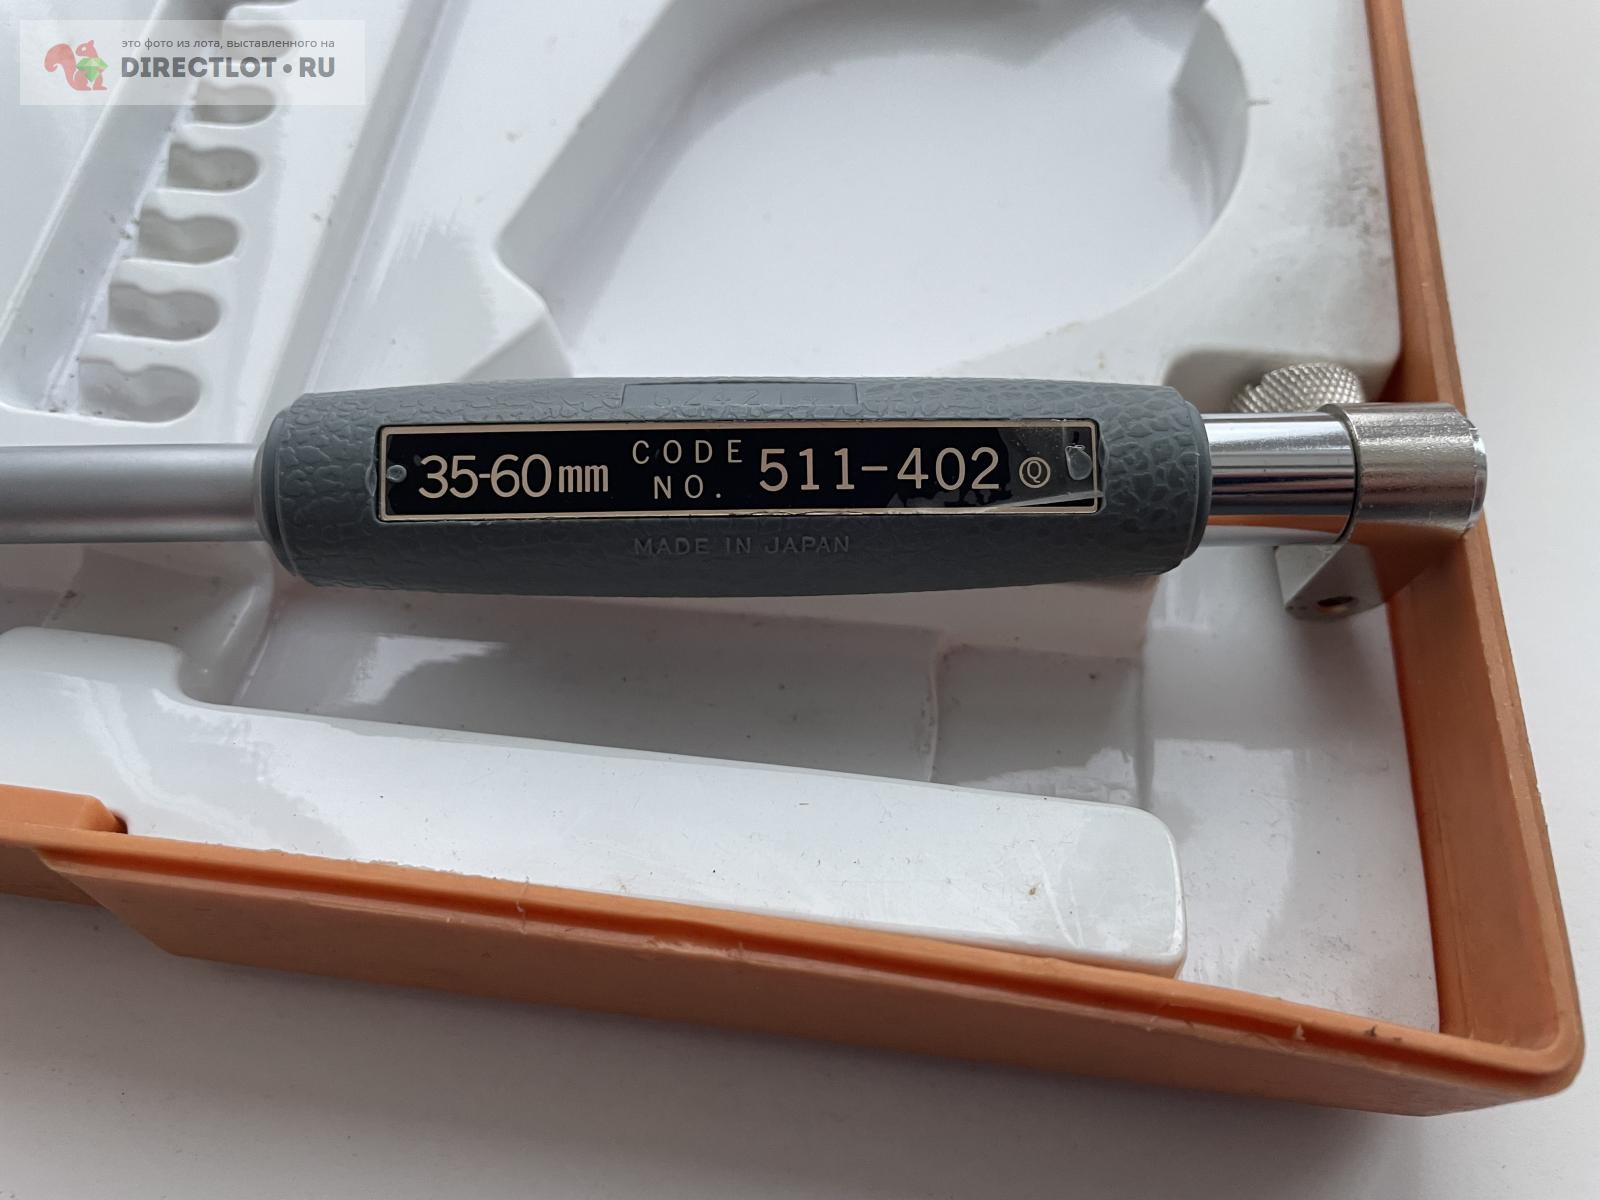 это фото из лота, выставленного на
DIRECTLOT•RU
35-60mm CODE NO. 511-402 Q
MADE IN JAPAN